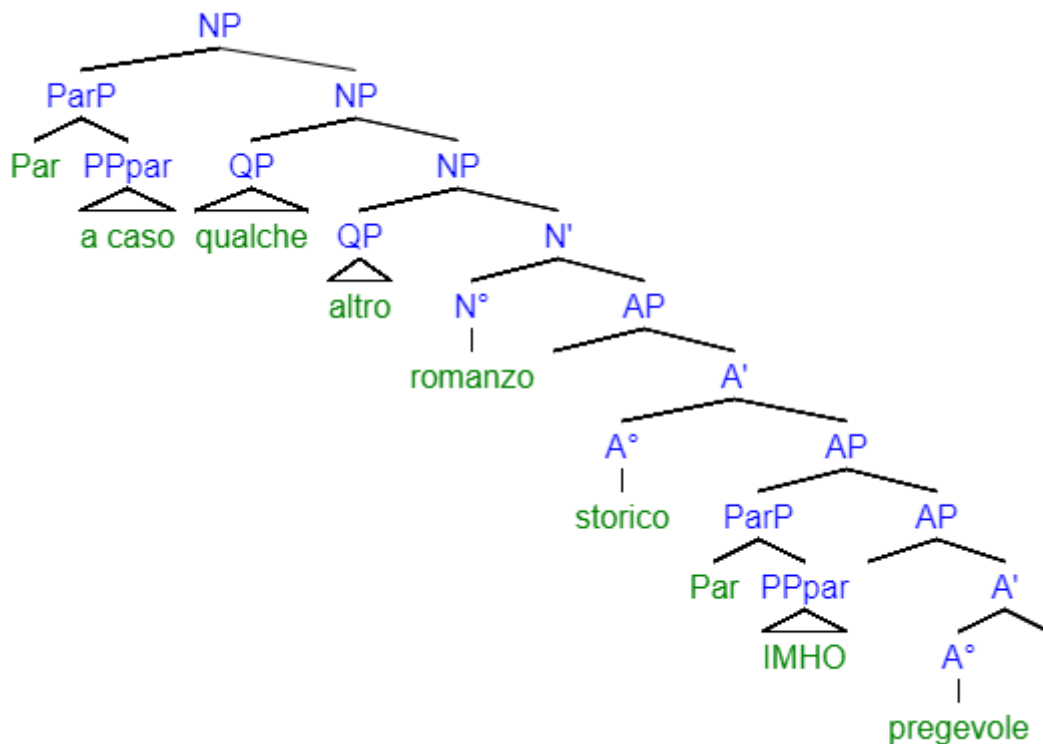 NP
ParP NP
Par PPpar QP NP
a caso qualche QP N'
altro N° AP
romanzo A'
A° AP
storico ParP AP
Par PPpar A'
IMHO A°
pregevole